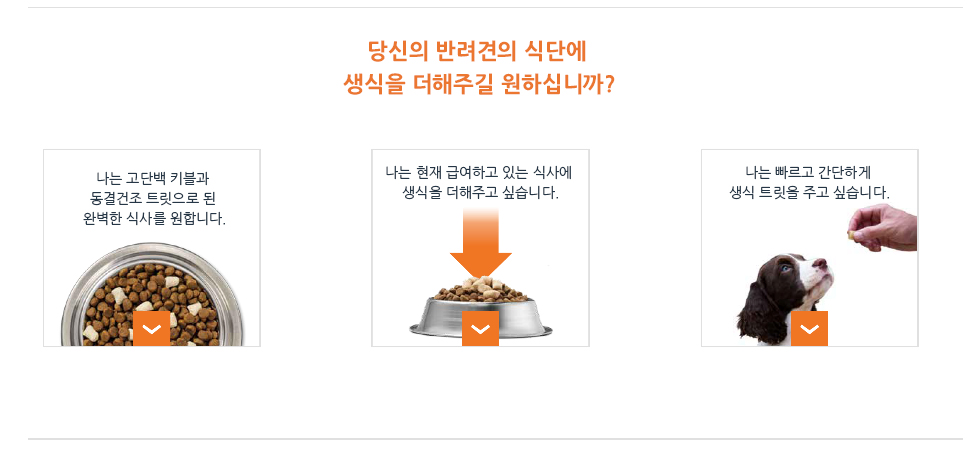 당신의 반려견의 식단에
생식을 더해주길 원하십니까?
나는 고단백 키블과
동결건조 트릿으로 된
완벽한 식사를 원합니다.
나는 현재 급여하고 있는 식사에
생식을 더해주고 싶습니다.
나는 빠르고 간단하게
생식 트릿을 주고 싶습니다.